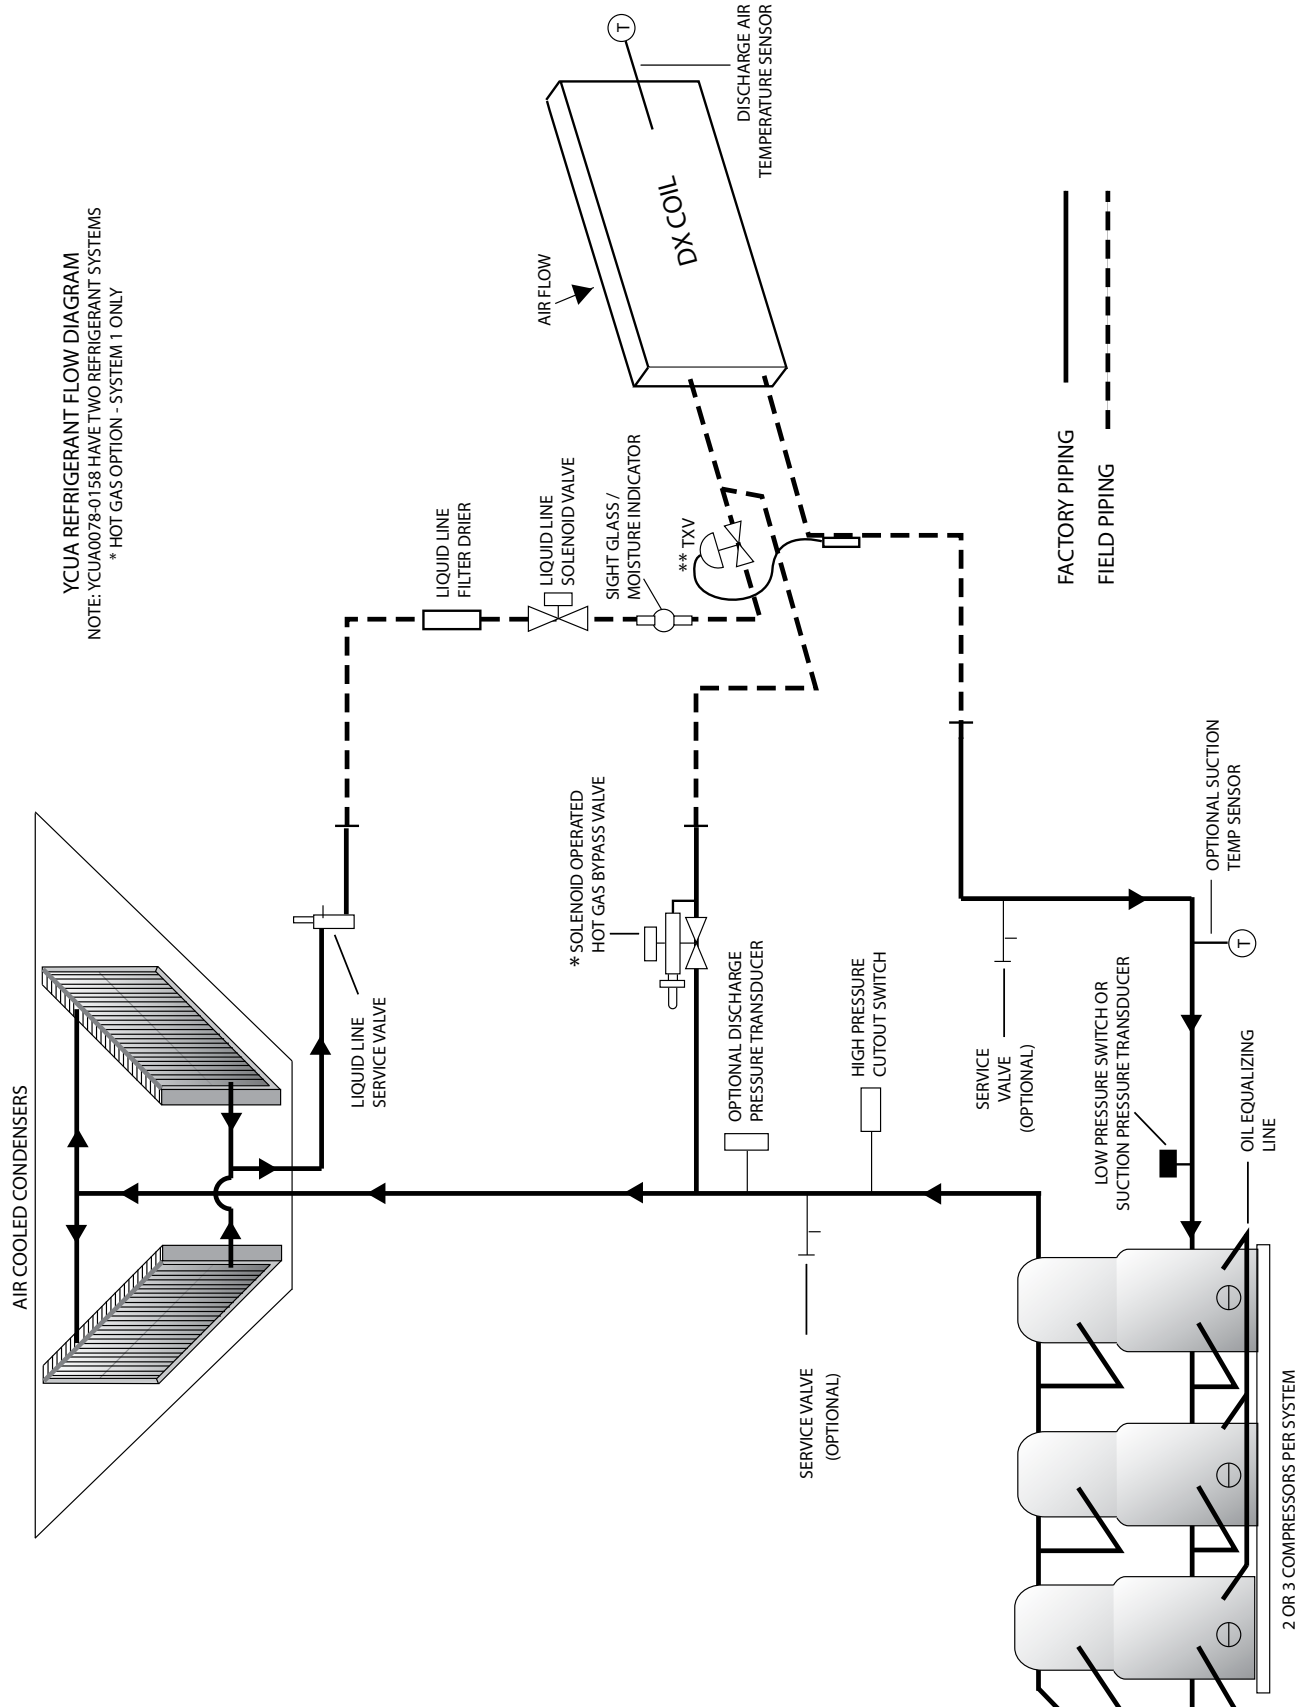 YCUA REFRIGERANT FLOW DIAGRAM
NOTE: YCUA0078-0158 HAVE TWO REFRIGERANT SYSTEMS
* HOT GAS OPTION - SYSTEM 1 ONLY
AIR COOLED CONDENSERS
LIQUID LINE
SERVICE VALVE
LIQUID LINE
FILTER DRIER
LIQUID LINE
SOLENOID VALVE
SIGHT GLASS /
MOISTURE INDICATOR
** TXV
AIR FLOW
DX COIL
T
DISCHARGE AIR
TEMPERATURE SENSOR
* SOLENOID OPERATED
HOT GAS BYPASS VALVE
OPTIONAL DISCHARGE
PRESSURE TRANSDUCER
HIGH PRESSURE
CUTOUT SWITCH
SERVICE VALVE
(OPTIONAL)
SERVICE
VALVE
(OPTIONAL)
LOW PRESSURE SWITCH OR
SUCTION PRESSURE TRANSDUCER
T
OPTIONAL SUCTION
TEMP SENSOR
OIL EQUALIZING
LINE
2 OR 3 COMPRESSORS PER SYSTEM
FACTORY PIPING
FIELD PIPING